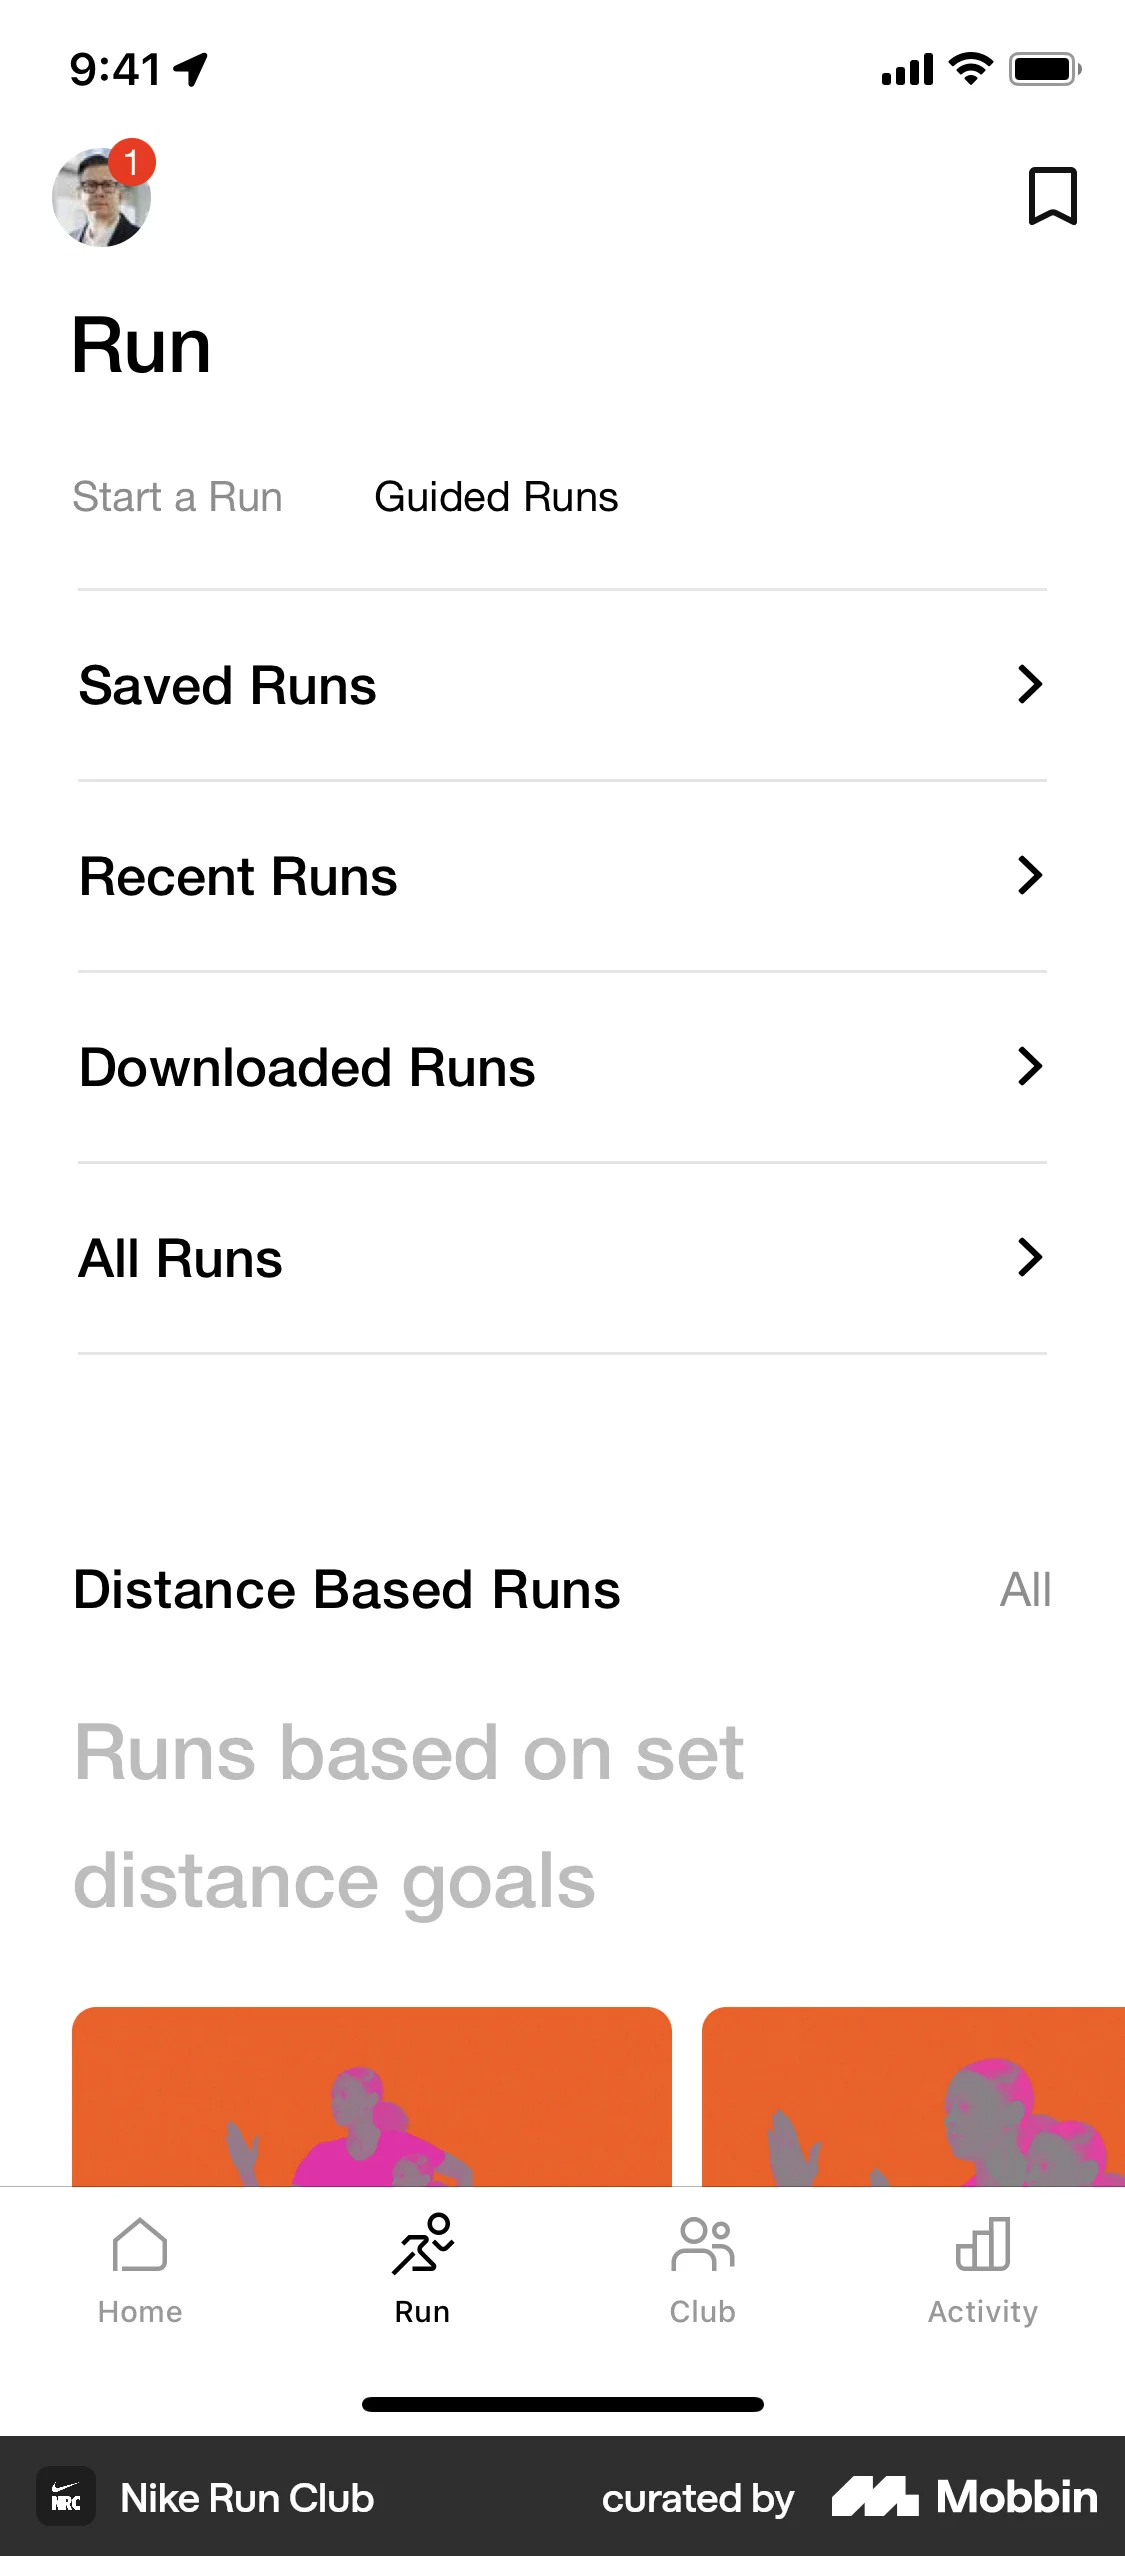 9:41
1
Run
Start a Run Guided Runs
Saved Runs
Recent Runs
Downloaded Runs
All Runs
Distance Based Runs All
Runs based on set
distance goals
Home Run Club Activity
NRC Nike Run Club curated by Mobbin